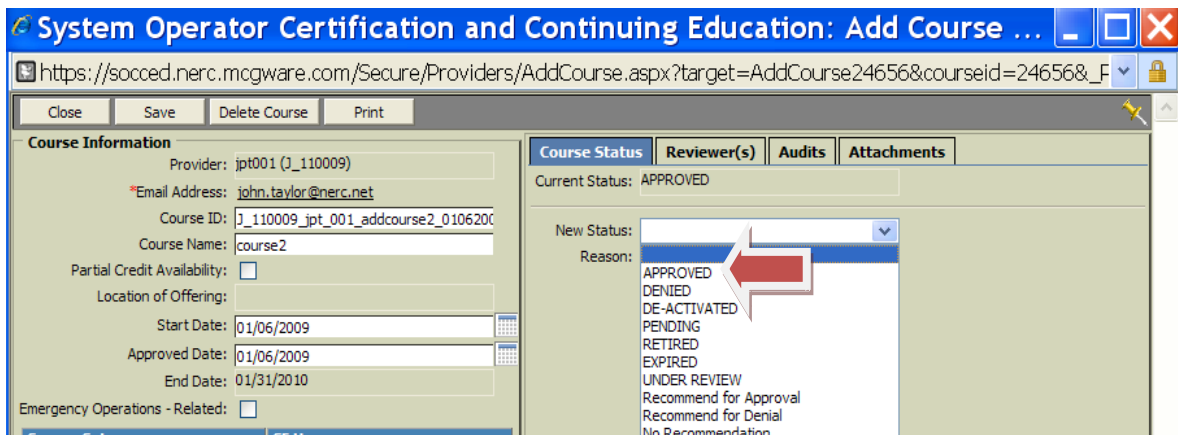 System Operator Certification and Continuing Education: Add Course ...
https://socced.nerc.mcgware.com/Secure/Providers/AddCourse.aspx?target=AddCourse24656&courseid=24656&_F
Close Save Delete Course Print
Course Information
Provider: jpt001 (J_110009)
*Email Address: john.taylor@nerc.net
Course ID: J_110009_jpt_001_addcourse2_0106200
Course Name: course2
Partial Credit Availability:
Location of Offering:
Start Date: 01/06/2009
Approved Date: 01/06/2009
End Date: 01/31/2010
Emergency Operations - Related:
Course Status Reviewer(s) Audits Attachments
Current Status: APPROVED
New Status:
Reason:
APPROVED
DENIED
DE-ACTIVATED
PENDING
RETIRED
EXPIRED
UNDER REVIEW
Recommend for Approval
Recommend for Denial
No Recommendation